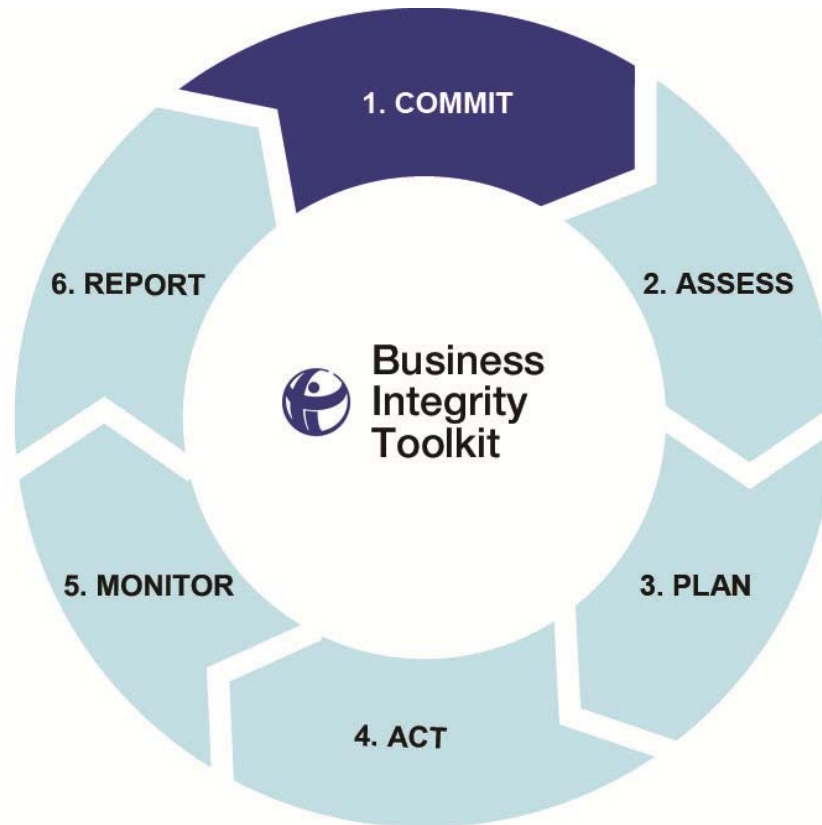 1. COMMIT
2. ASSESS
3. PLAN
4. ACT
5. MONITOR
6. REPORT
Business
Integrity
Toolkit